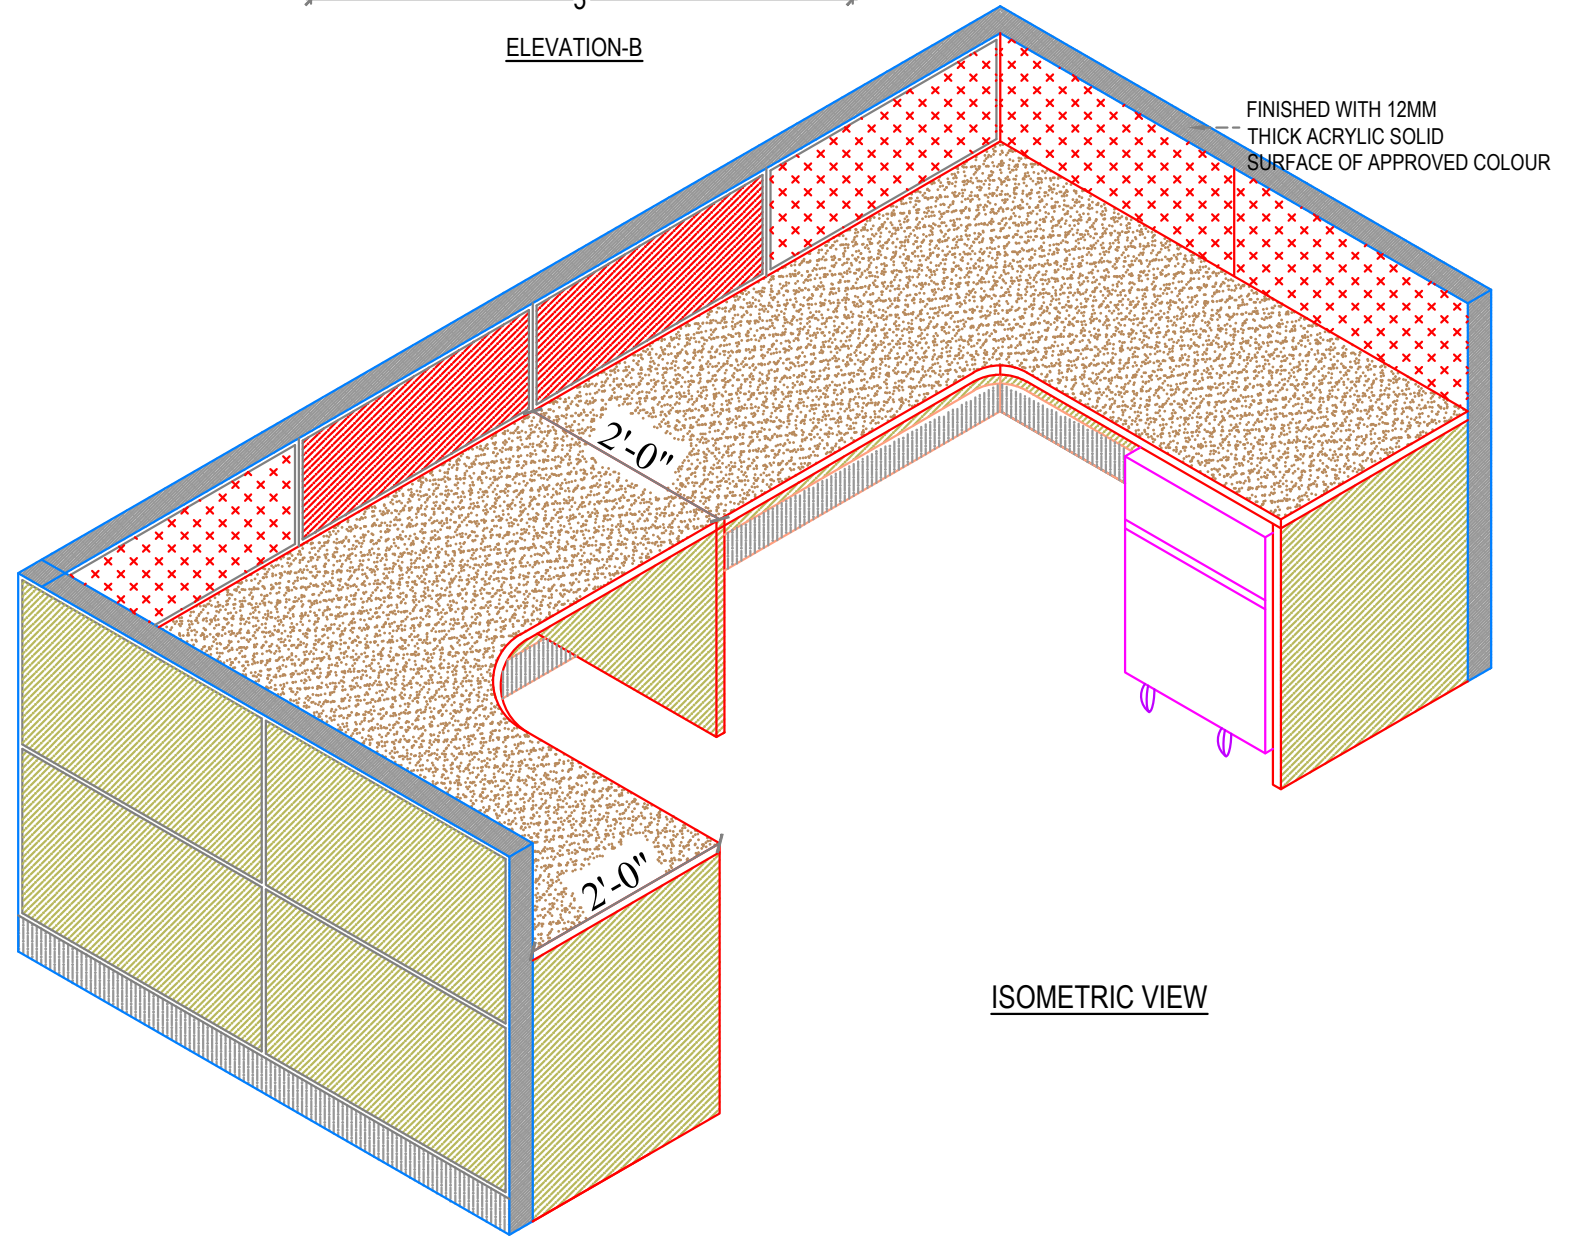 ELEVATION-B
FINISHED WITH 12MM
THICK ACRYLIC SOLID
SURFACE OF APPROVED COLOUR
2'-0"
2'-0"
ISOMETRIC VIEW